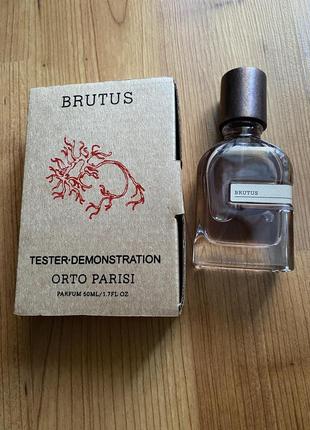 BRUTUS
TESTER·DEMONSTRATION
ORTO PARISI
PARFUM 50ML/1.7FL OZ
BRUTUS